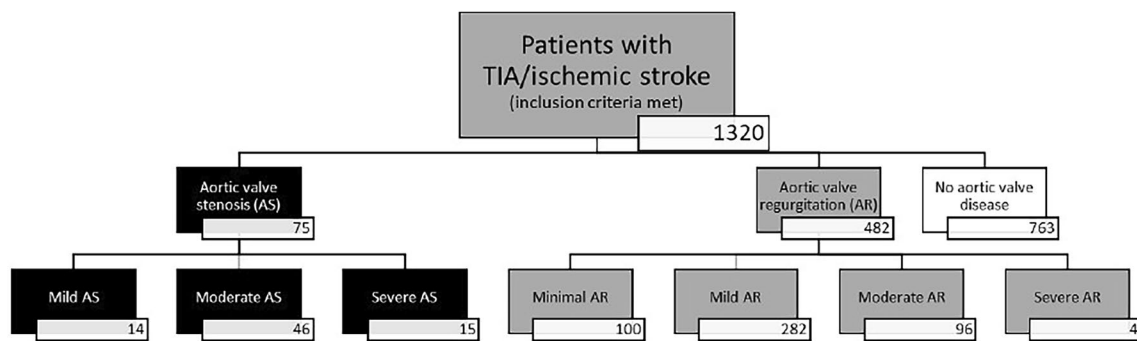 Patients with
TIA/ischemic stroke
(inclusion criteria met)
1320
Aortic valve
stenosis (AS)
75
Aortic valve
regurgitation (AR)
482
No aortic valve
disease
763
Mild AS
14
Moderate AS
46
Severe AS
15
Minimal AR
100
Mild AR
282
Moderate AR
96
Severe AR
4